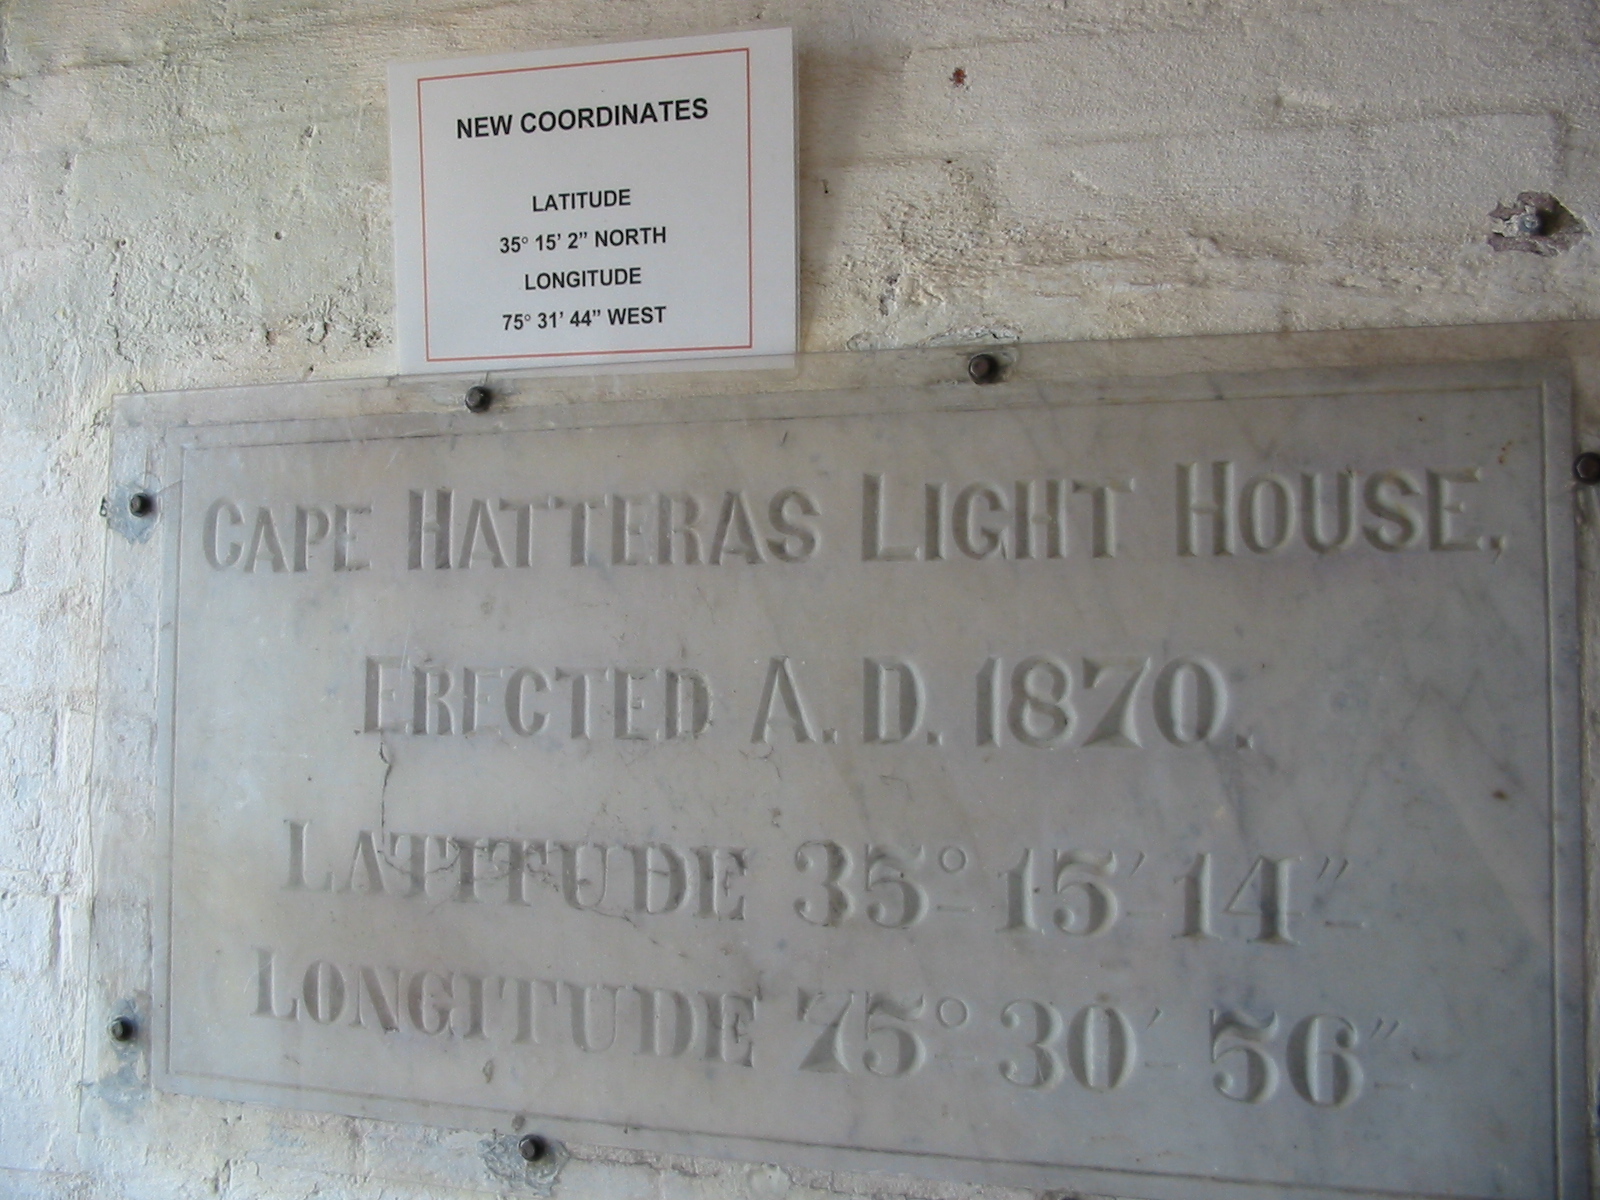 NEW COORDINATES
LATITUDE
35° 15' 2" NORTH
LONGITUDE
75° 31' 44" WEST
CAPE HATTERAS LIGHT HOUSE,
ERECTED A. D. 1870.
LATITUDE 35° 15' 14"
LONGITUDE 75° 30' 56"